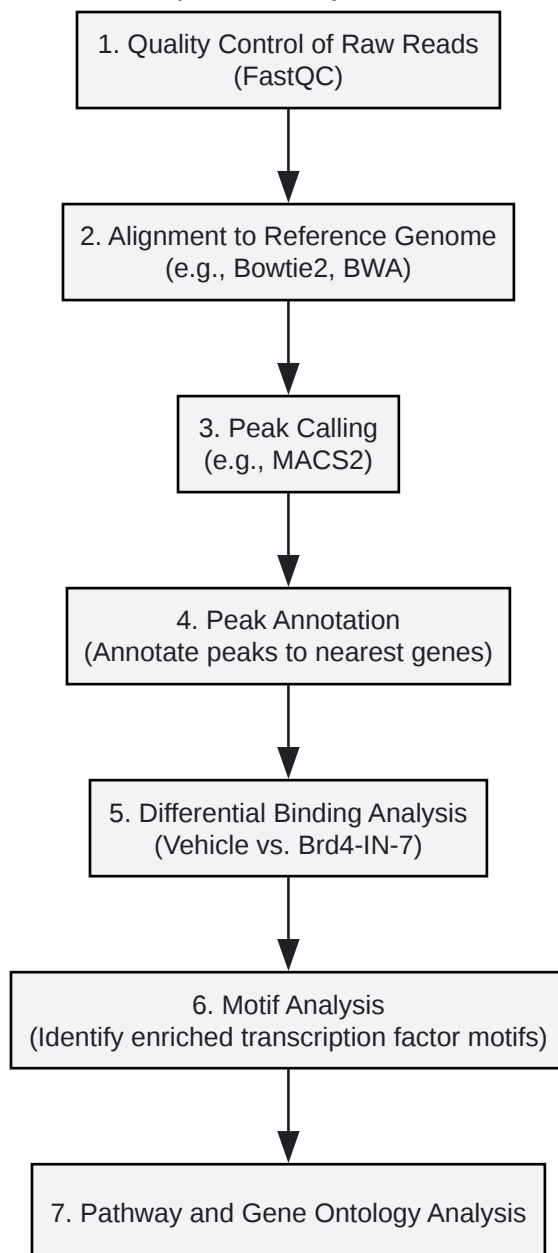 1. Quality Control of Raw Reads
(FastQC)
2. Alignment to Reference Genome
(e.g., Bowtie2, BWA)
3. Peak Calling
(e.g., MACS2)
4. Peak Annotation
(Annotate peaks to nearest genes)
5. Differential Binding Analysis
(Vehicle vs. Brd4-IN-7)
6. Motif Analysis
(Identify enriched transcription factor motifs)
7. Pathway and Gene Ontology Analysis